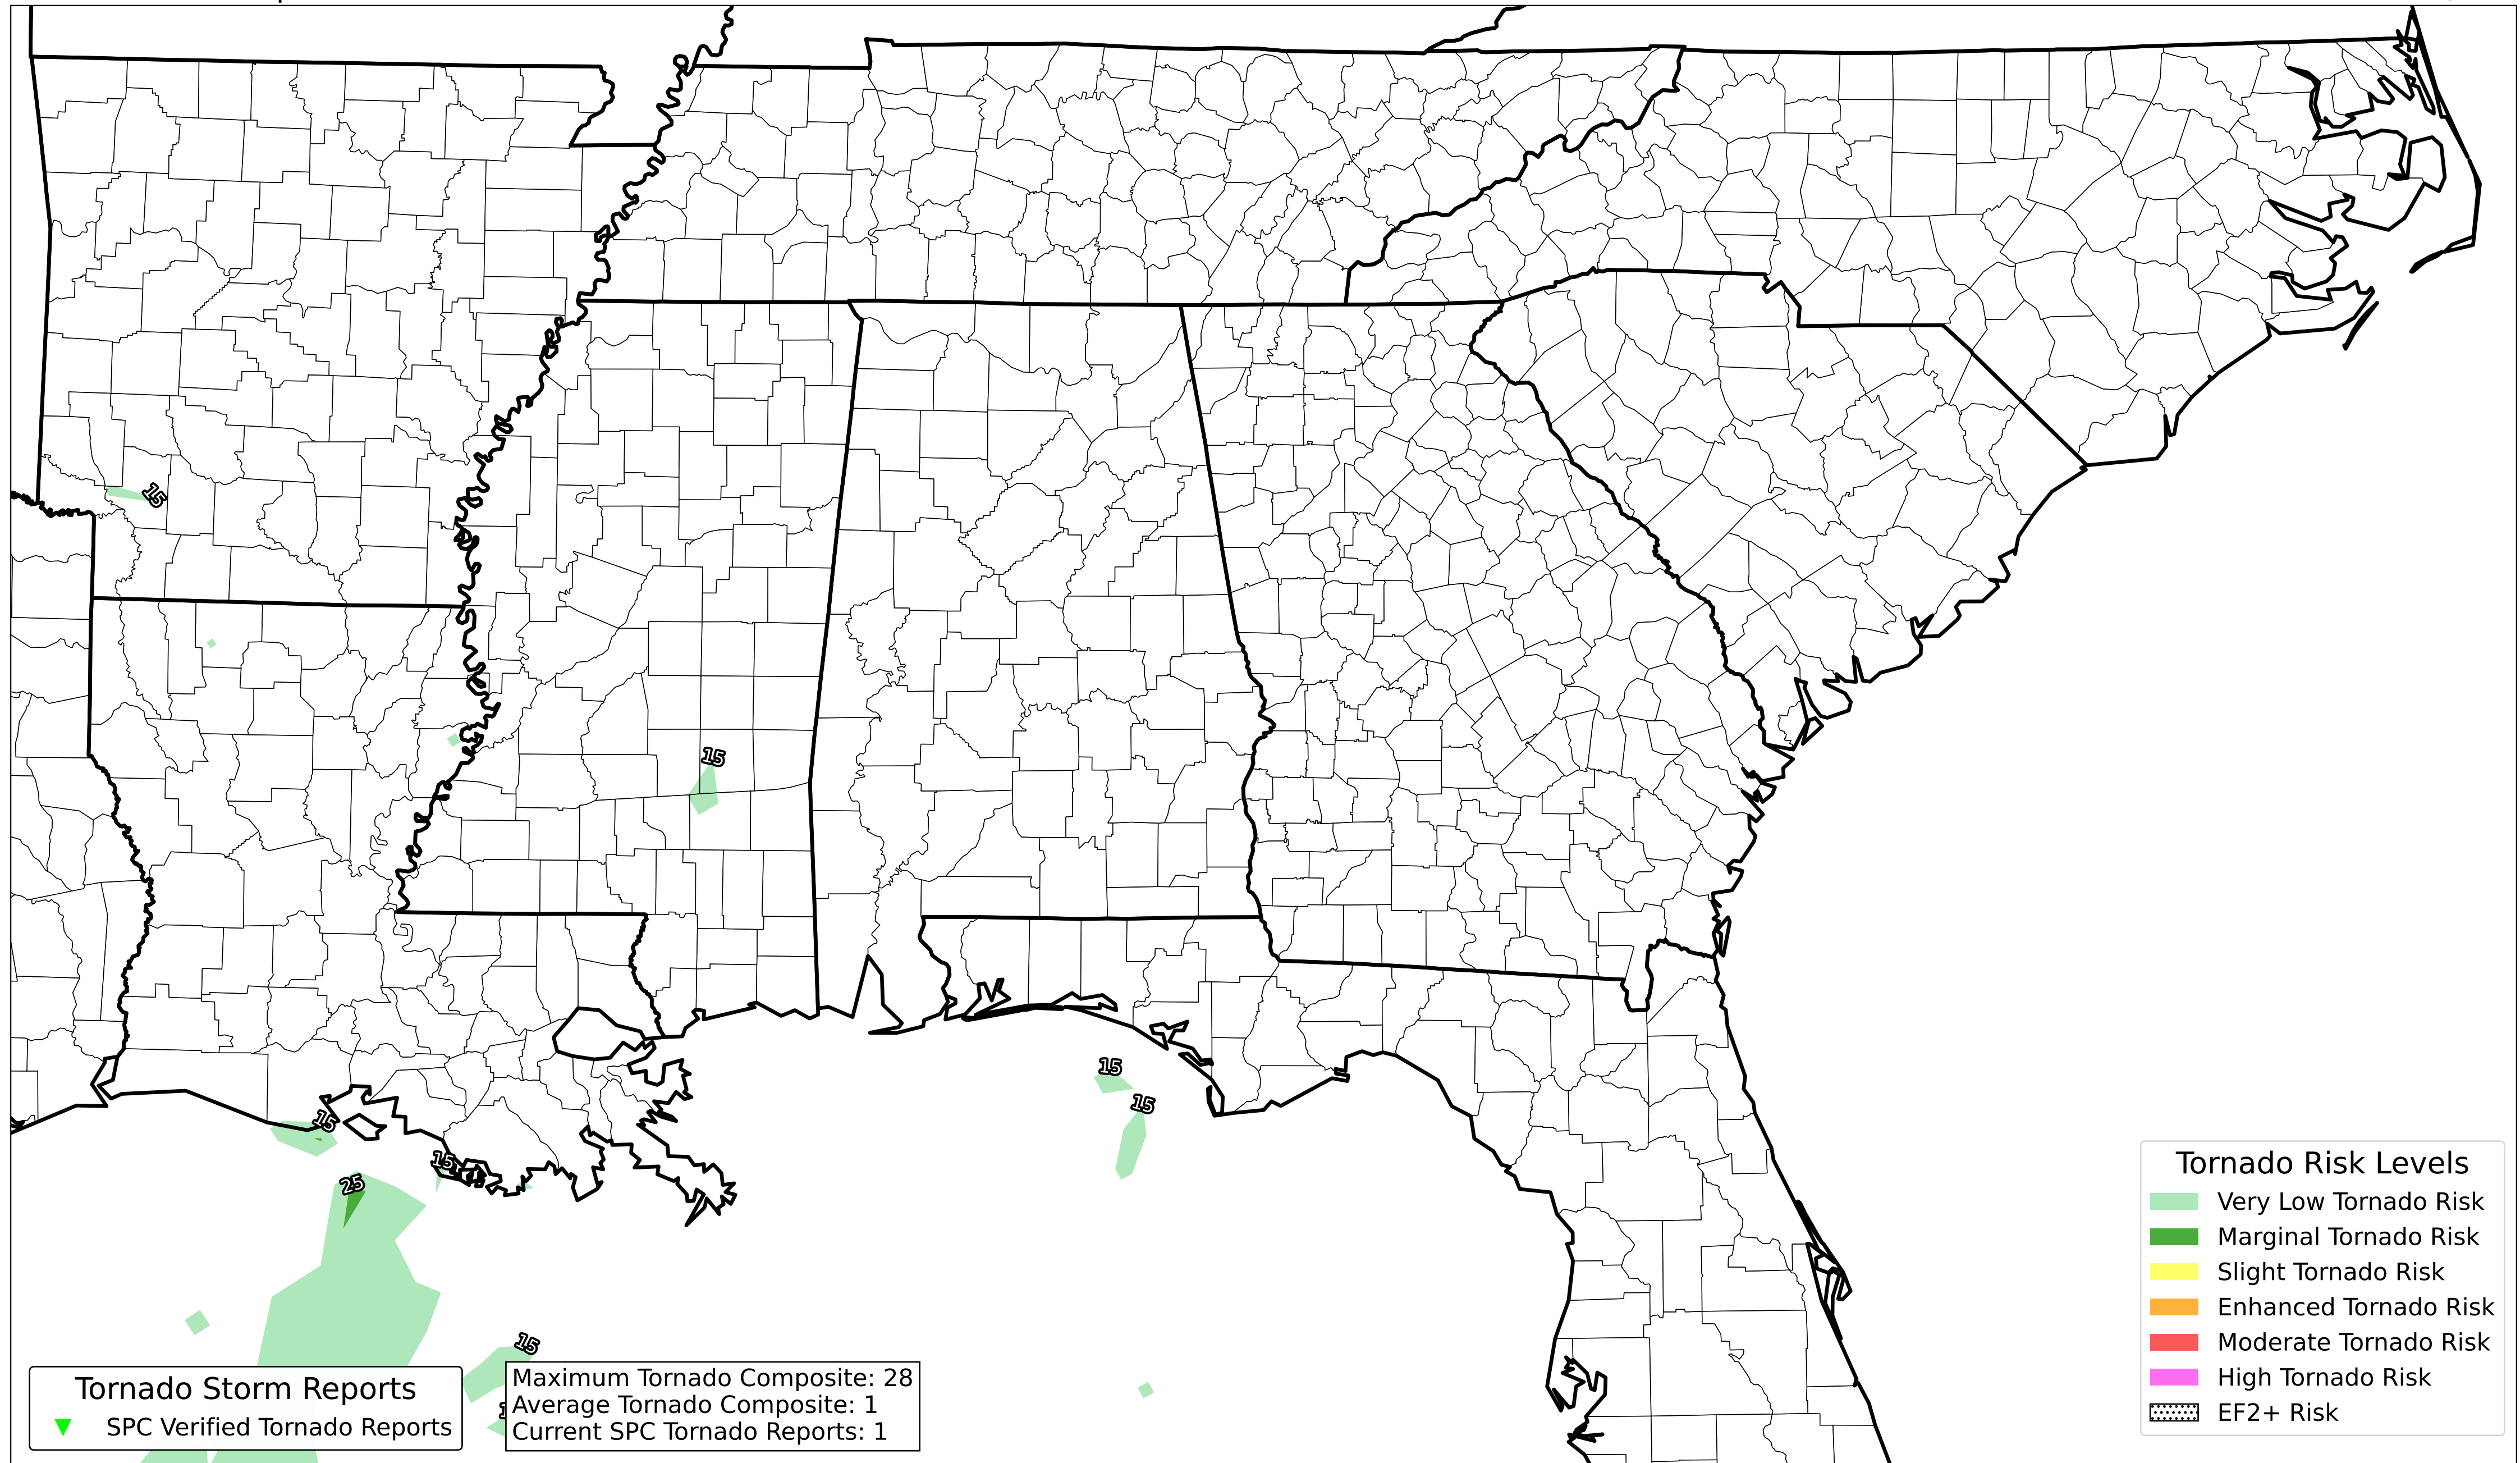 15
15
15
15
15
15
25
15
Tornado Risk Levels
Very Low Tornado Risk
Marginal Tornado Risk
Slight Tornado Risk
Enhanced Tornado Risk
Moderate Tornado Risk
High Tornado Risk
EF2+ Risk
Tornado Storm Reports
SPC Verified Tornado Reports
Maximum Tornado Composite: 28
Average Tornado Composite: 1
Current SPC Tornado Reports: 1